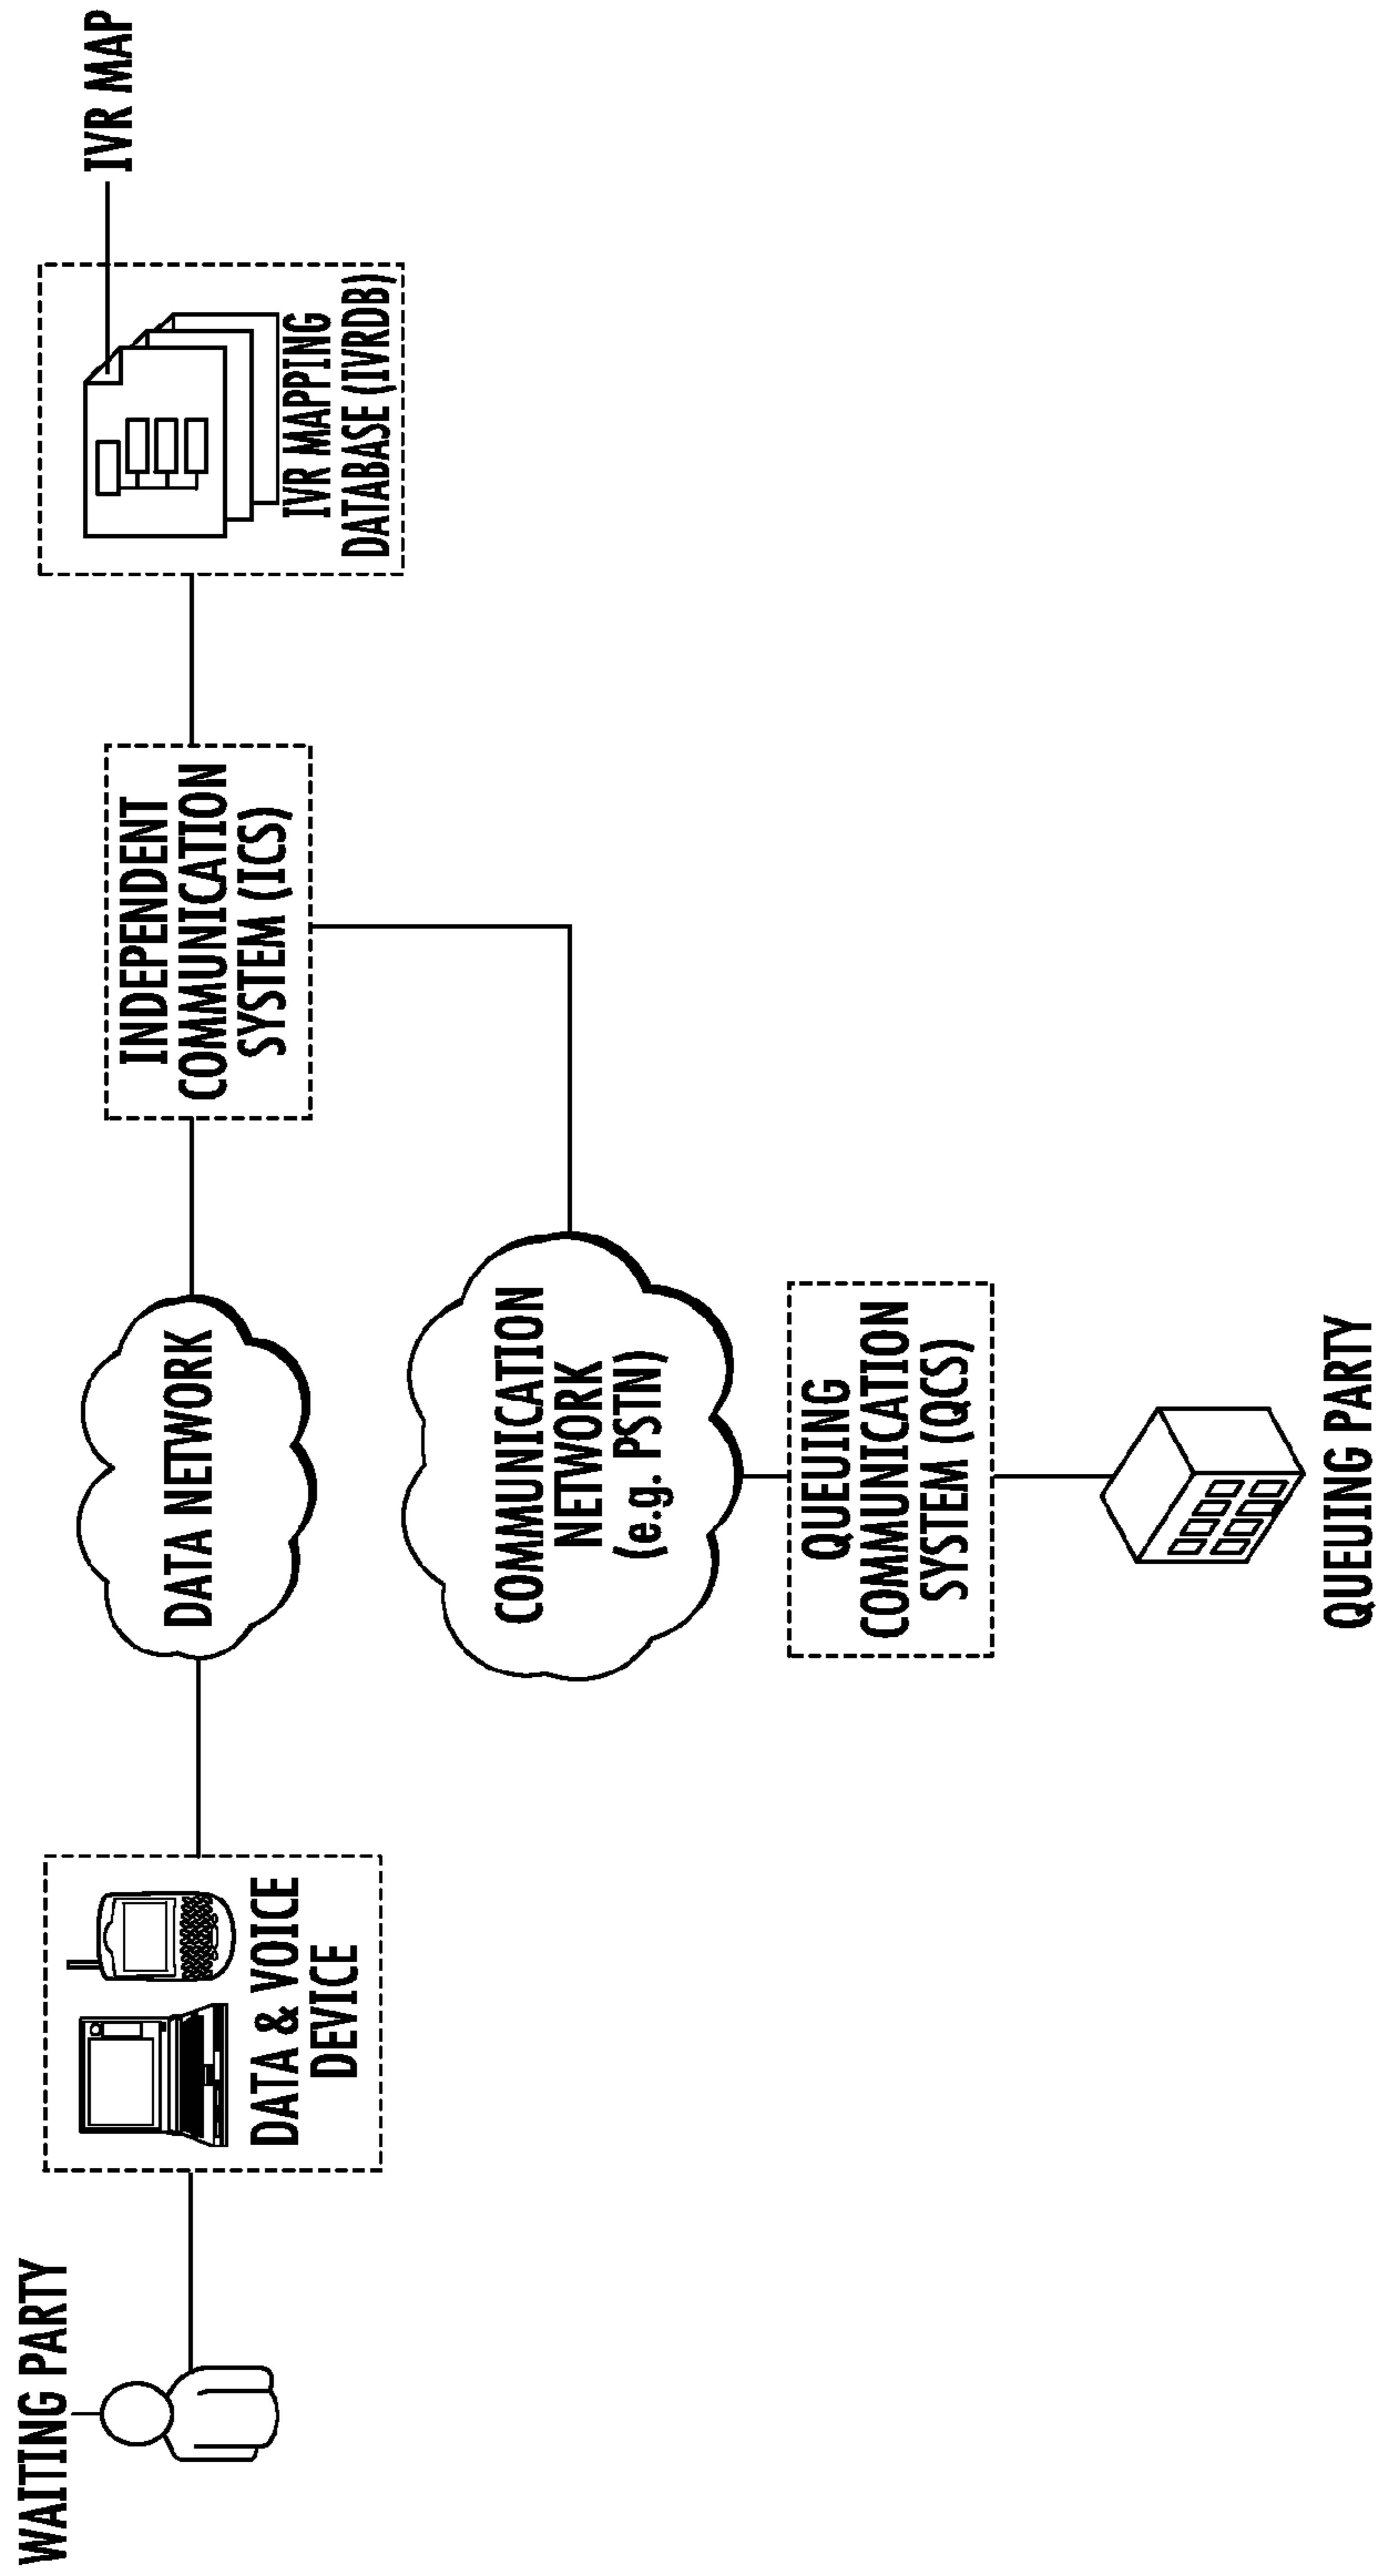 WAITING PARTY
DATA & VOICE
DEVICE
DATA NETWORK
INDEPENDENT
COMMUNICATION
SYSTEM (ICS)
IVR MAPPING
DATABASE (IVRDB)
IVR MAP
COMMUNICATION
NETWORK
(e.g. PSTN)
QUEUING
COMMUNICATION
SYSTEM (QCS)
QUEUING PARTY